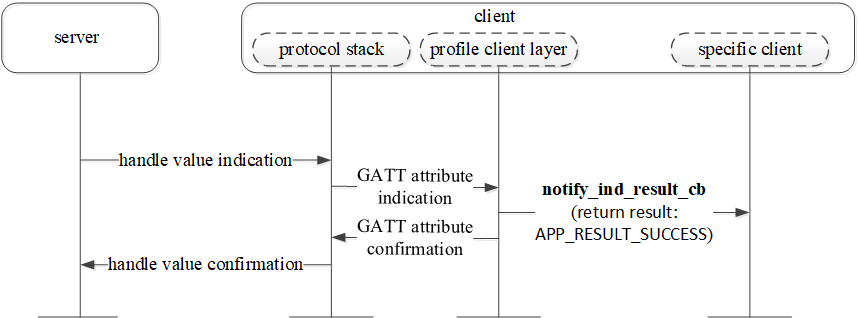 client
server
protocol stack
profile client layer
specific client
handle value indication
GATT attribute
indication
notify_ind_result_cb
(return result:
APP_RESULT_SUCCESS)
GATT attribute
confirmation
handle value confirmation